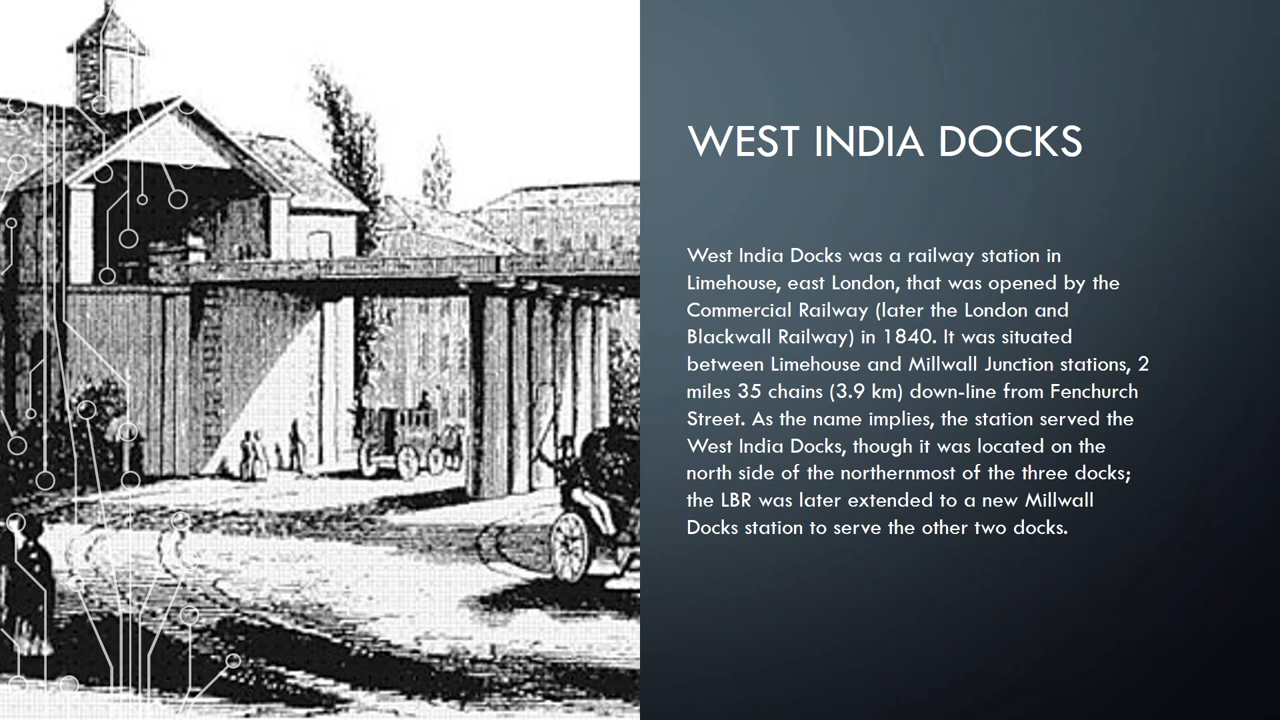 WEST INDIA DOCKS
West India Docks was a railway station in
Limehouse, east London, that was opened by the
Commercial Railway (later the London and
Blackwall Railway) in 1840. It was situated
between Limehouse and Millwall Junction stations, 2
miles 35 chains (3.9 km) down-line from Fenchurch
Street. As the name implies, the station served the
West India Docks, though it was located on the
north side of the northernmost of the three docks;
the LBR was later extended to a new Millwall
Docks station to serve the other two docks.